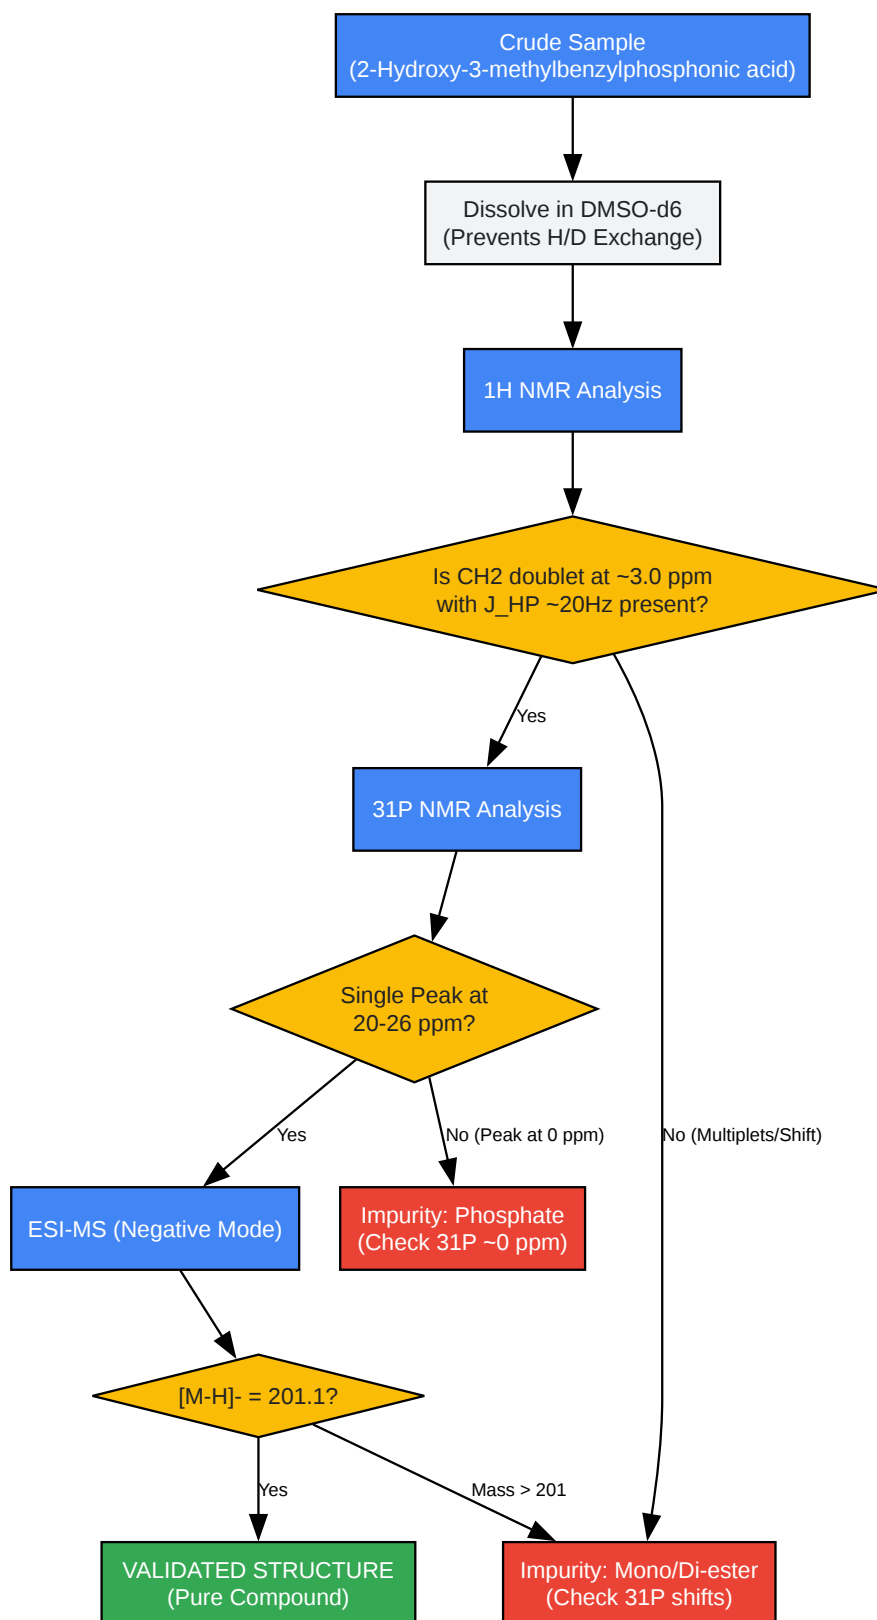 Crude Sample
(2-Hydroxy-3-methylbenzylphosphonic acid)
Dissolve in DMSO-d6
(Prevents H/D Exchange)
1H NMR Analysis
Is CH2 doublet at ~3.0 ppm
with J_HP ~20Hz present?
Yes
31P NMR Analysis
Single Peak at
20-26 ppm?
Yes
No (Peak at 0 ppm)
No (Multiplets/Shift)
ESI-MS (Negative Mode)
Impurity: Phosphate
(Check 31P ~0 ppm)
[M-H]- = 201.1?
Yes
Mass > 201
VALIDATED STRUCTURE
(Pure Compound)
Impurity: Mono/Di-ester
(Check 31P shifts)